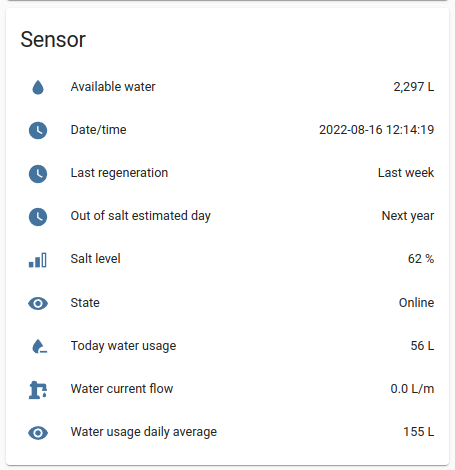 Sensor
Available water 2,297 L
Date/time 2022-08-16 12:14:19
Last regeneration Last week
Out of salt estimated day Next year
Salt level 62 %
State Online
Today water usage 56 L
Water current flow 0.0 L/m
Water usage daily average 155 L